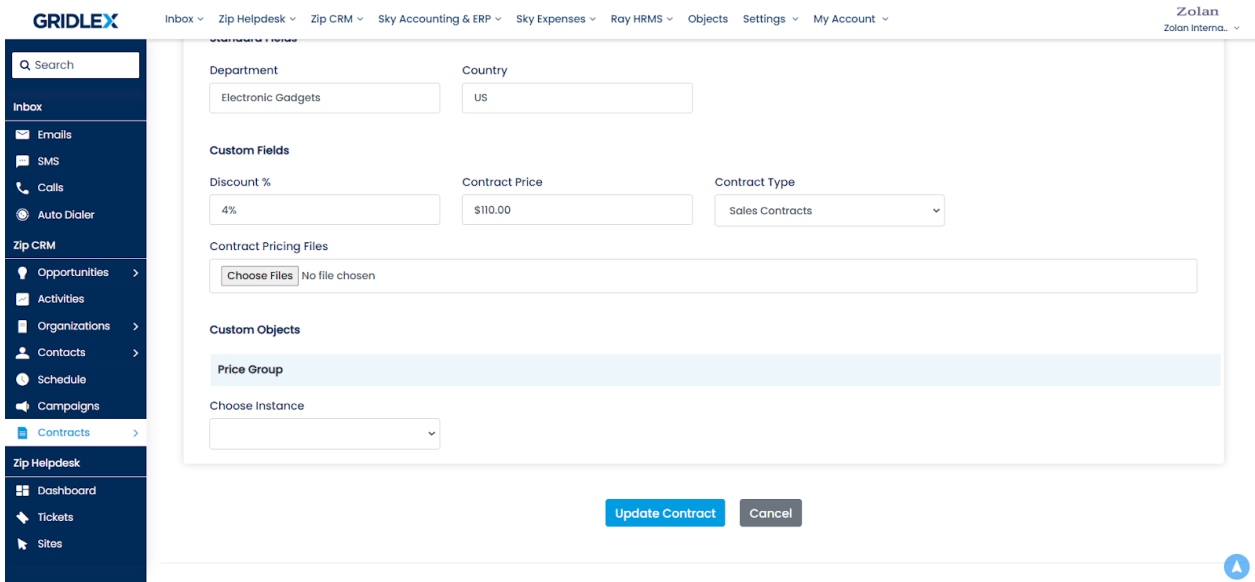 GRIDLEX
Inbox
Zip Helpdesk
Zip CRM
Sky Accounting & ERP
Sky Expenses
Ray HRMS
Objects
Settings
My Account
Zolan
Zolan Interna..
Search
Inbox
Emails
SMS
Calls
Auto Dialer
Zip CRM
Opportunities
Activities
Organizations
Contacts
Schedule
Campaigns
Contracts
Zip Helpdesk
Dashboard
Tickets
Sites
Standard Fields
Department
Country
Electronic Gadgets
US
Custom Fields
Discount %
Contract Price
Contract Type
4%
$110.00
Sales Contracts
Contract Pricing Files
Choose Files No file chosen
Custom Objects
Price Group
Choose Instance
Update Contract
Cancel